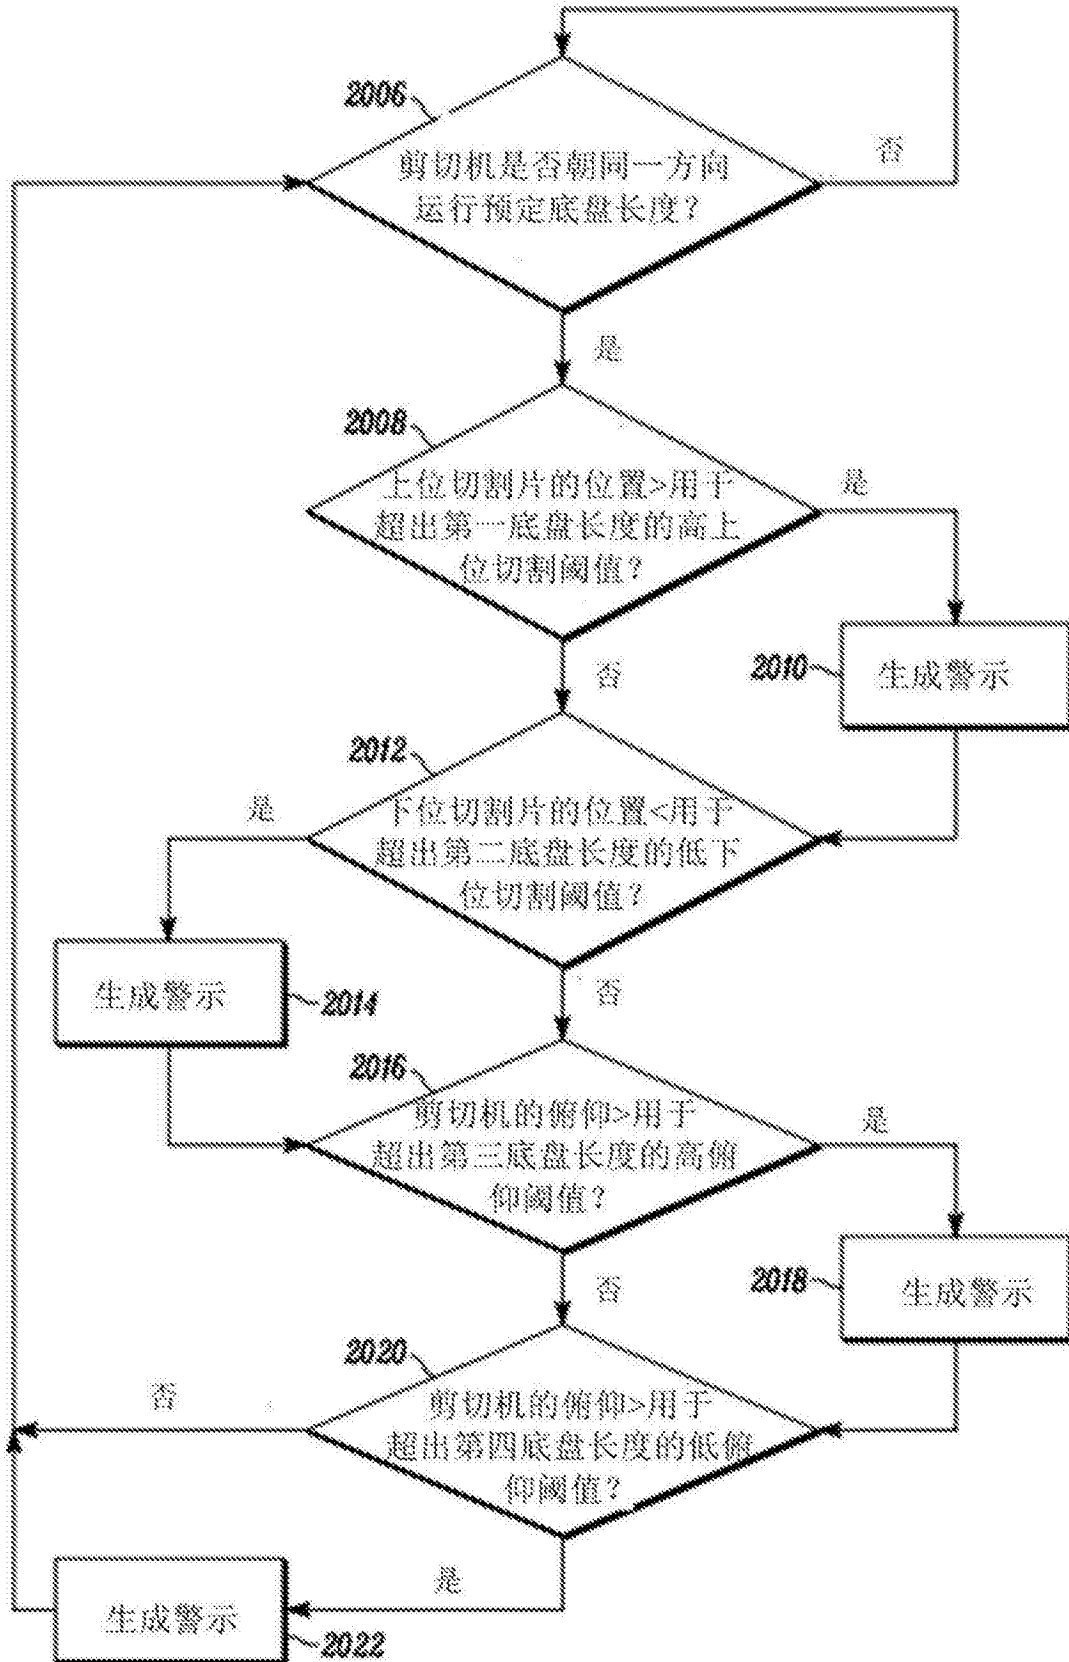 2006
剪切机是否朝同一方向
运行预定底盘长度？
否
是
2008
上位切割片的位置>用于
超出第一底盘长度的高上
位切割阈值？
是
2010
生成警示
否
2012
下位切割片的位置<用于
超出第二底盘长度的低下
位切割阈值？
是
生成警示
2014
否
2016
剪切机的俯仰>用于
超出第三底盘长度的高俯
仰阈值？
是
2018
生成警示
否
2020
剪切机的俯仰>用于
超出第四底盘长度的低俯
仰阈值？
否
是
生成警示
2022